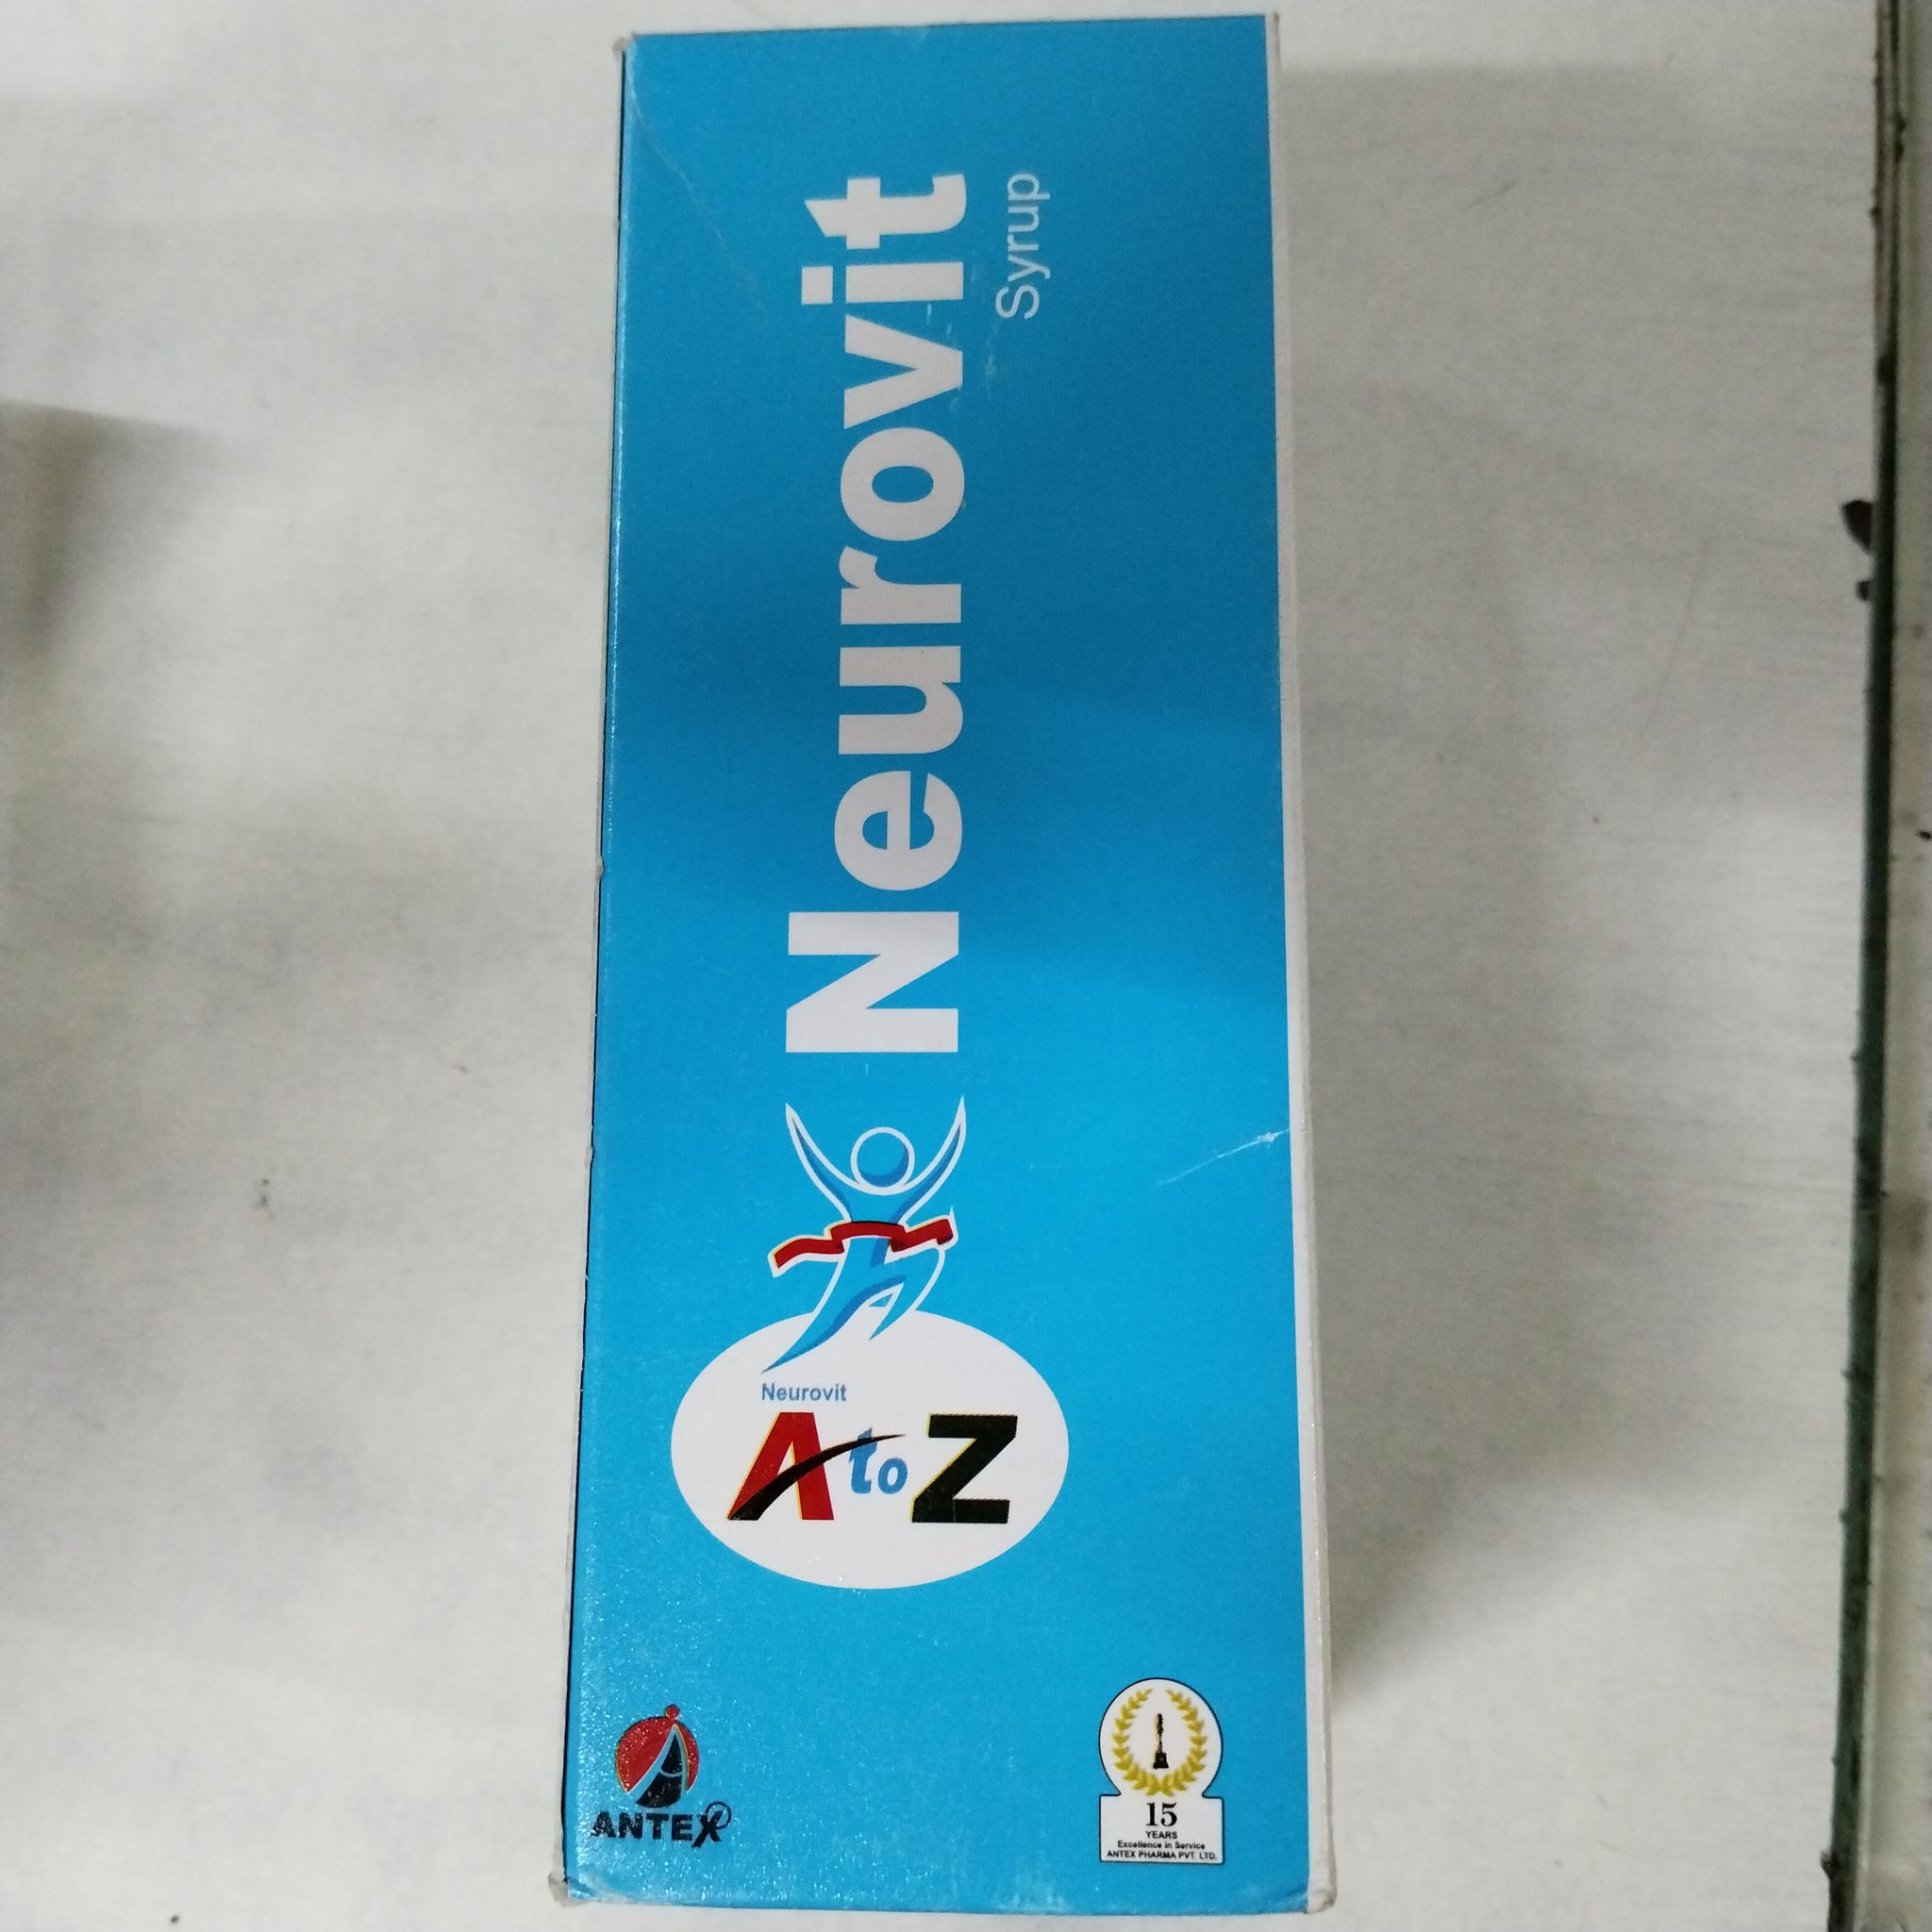 Neurovit
Syrup
Neurovit
A to Z
ANTEX
15
YEARS
Excellence in Service
ANTEX PHARMA PVT. LTD.